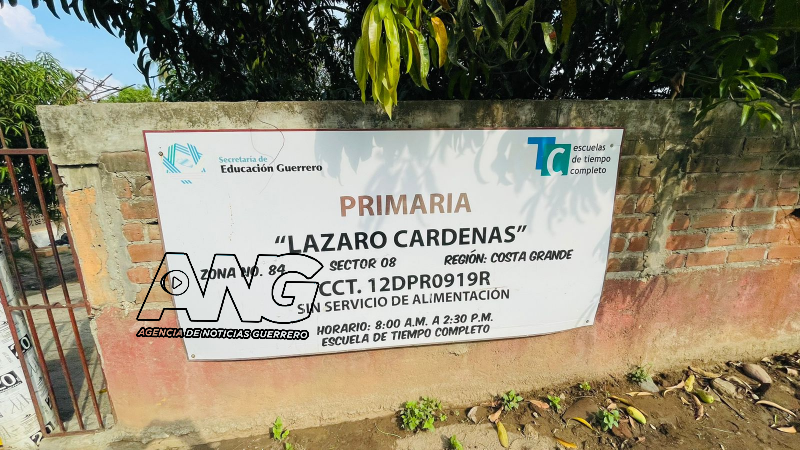 Secretaría de
Educación Guerrero
TC
escuelas
de tiempo
completo
PRIMARIA
"LAZARO CARDENAS"
ZONA NO. 84 SECTOR 08 REGIÓN: COSTA GRANDE
CCT. 12DPR0919R
SIN SERVICIO DE ALIMENTACIÓN
HORARIO: 8:00 A.M. A 2:30 P.M.
ESCUELA DE TIEMPO COMPLETO
ANG
AGENCIA DE NOTICIAS GUERRERO